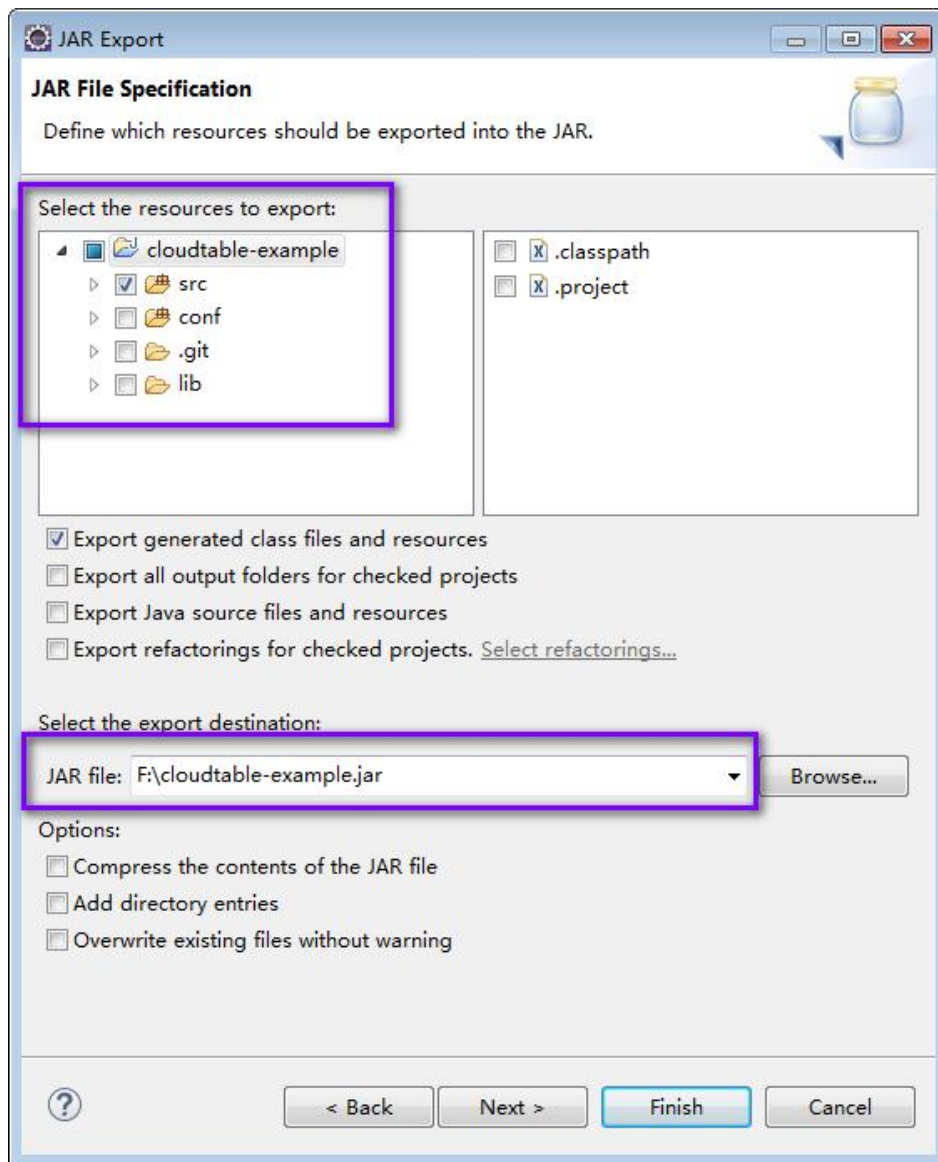 JAR Export
JAR File Specification
Define which resources should be exported into the JAR.
Select the resources to export:
cloudtable-example
src
conf
.git
lib
.classpath
.project
Export generated class files and resources
Export all output folders for checked projects
Export Java source files and resources
Export refactorings for checked projects. Select refactorings...
Select the export destination:
JAR file: F:\cloudtable-example.jar Browse...
Options:
Compress the contents of the JAR file
Add directory entries
Overwrite existing files without warning
? < Back Next > Finish Cancel